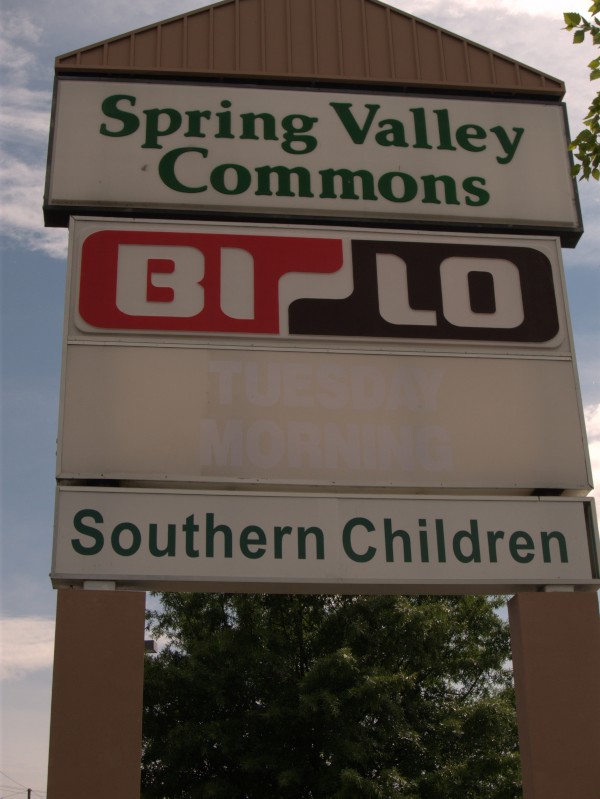 Spring Valley
Commons
BI-LO
TUESDAY
MORNING
Southern Children